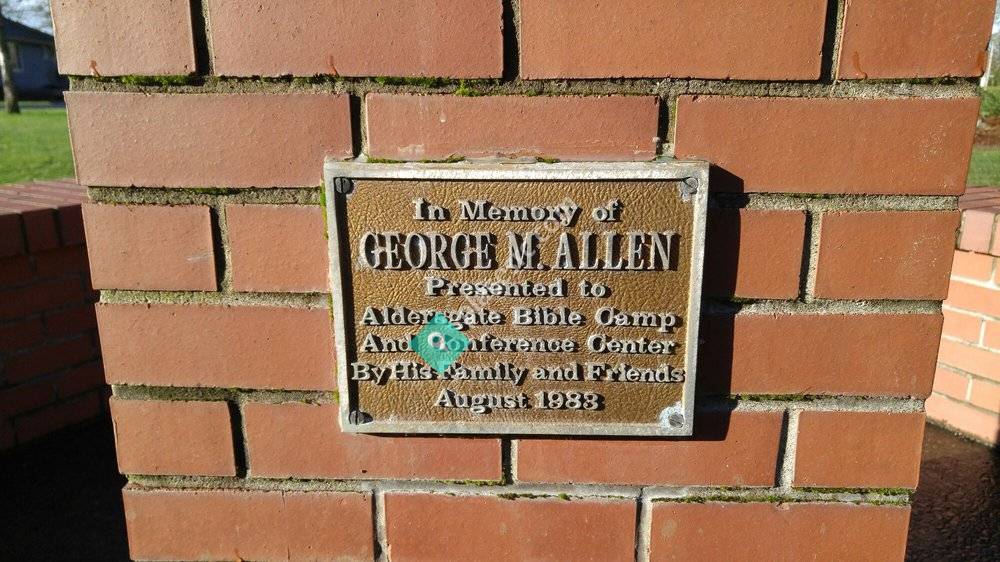 In Memory of
GEORGE M. ALLEN
Presented to
Aldersgate Bible Camp
And Conference Center
By His Family and Friends
August 1983